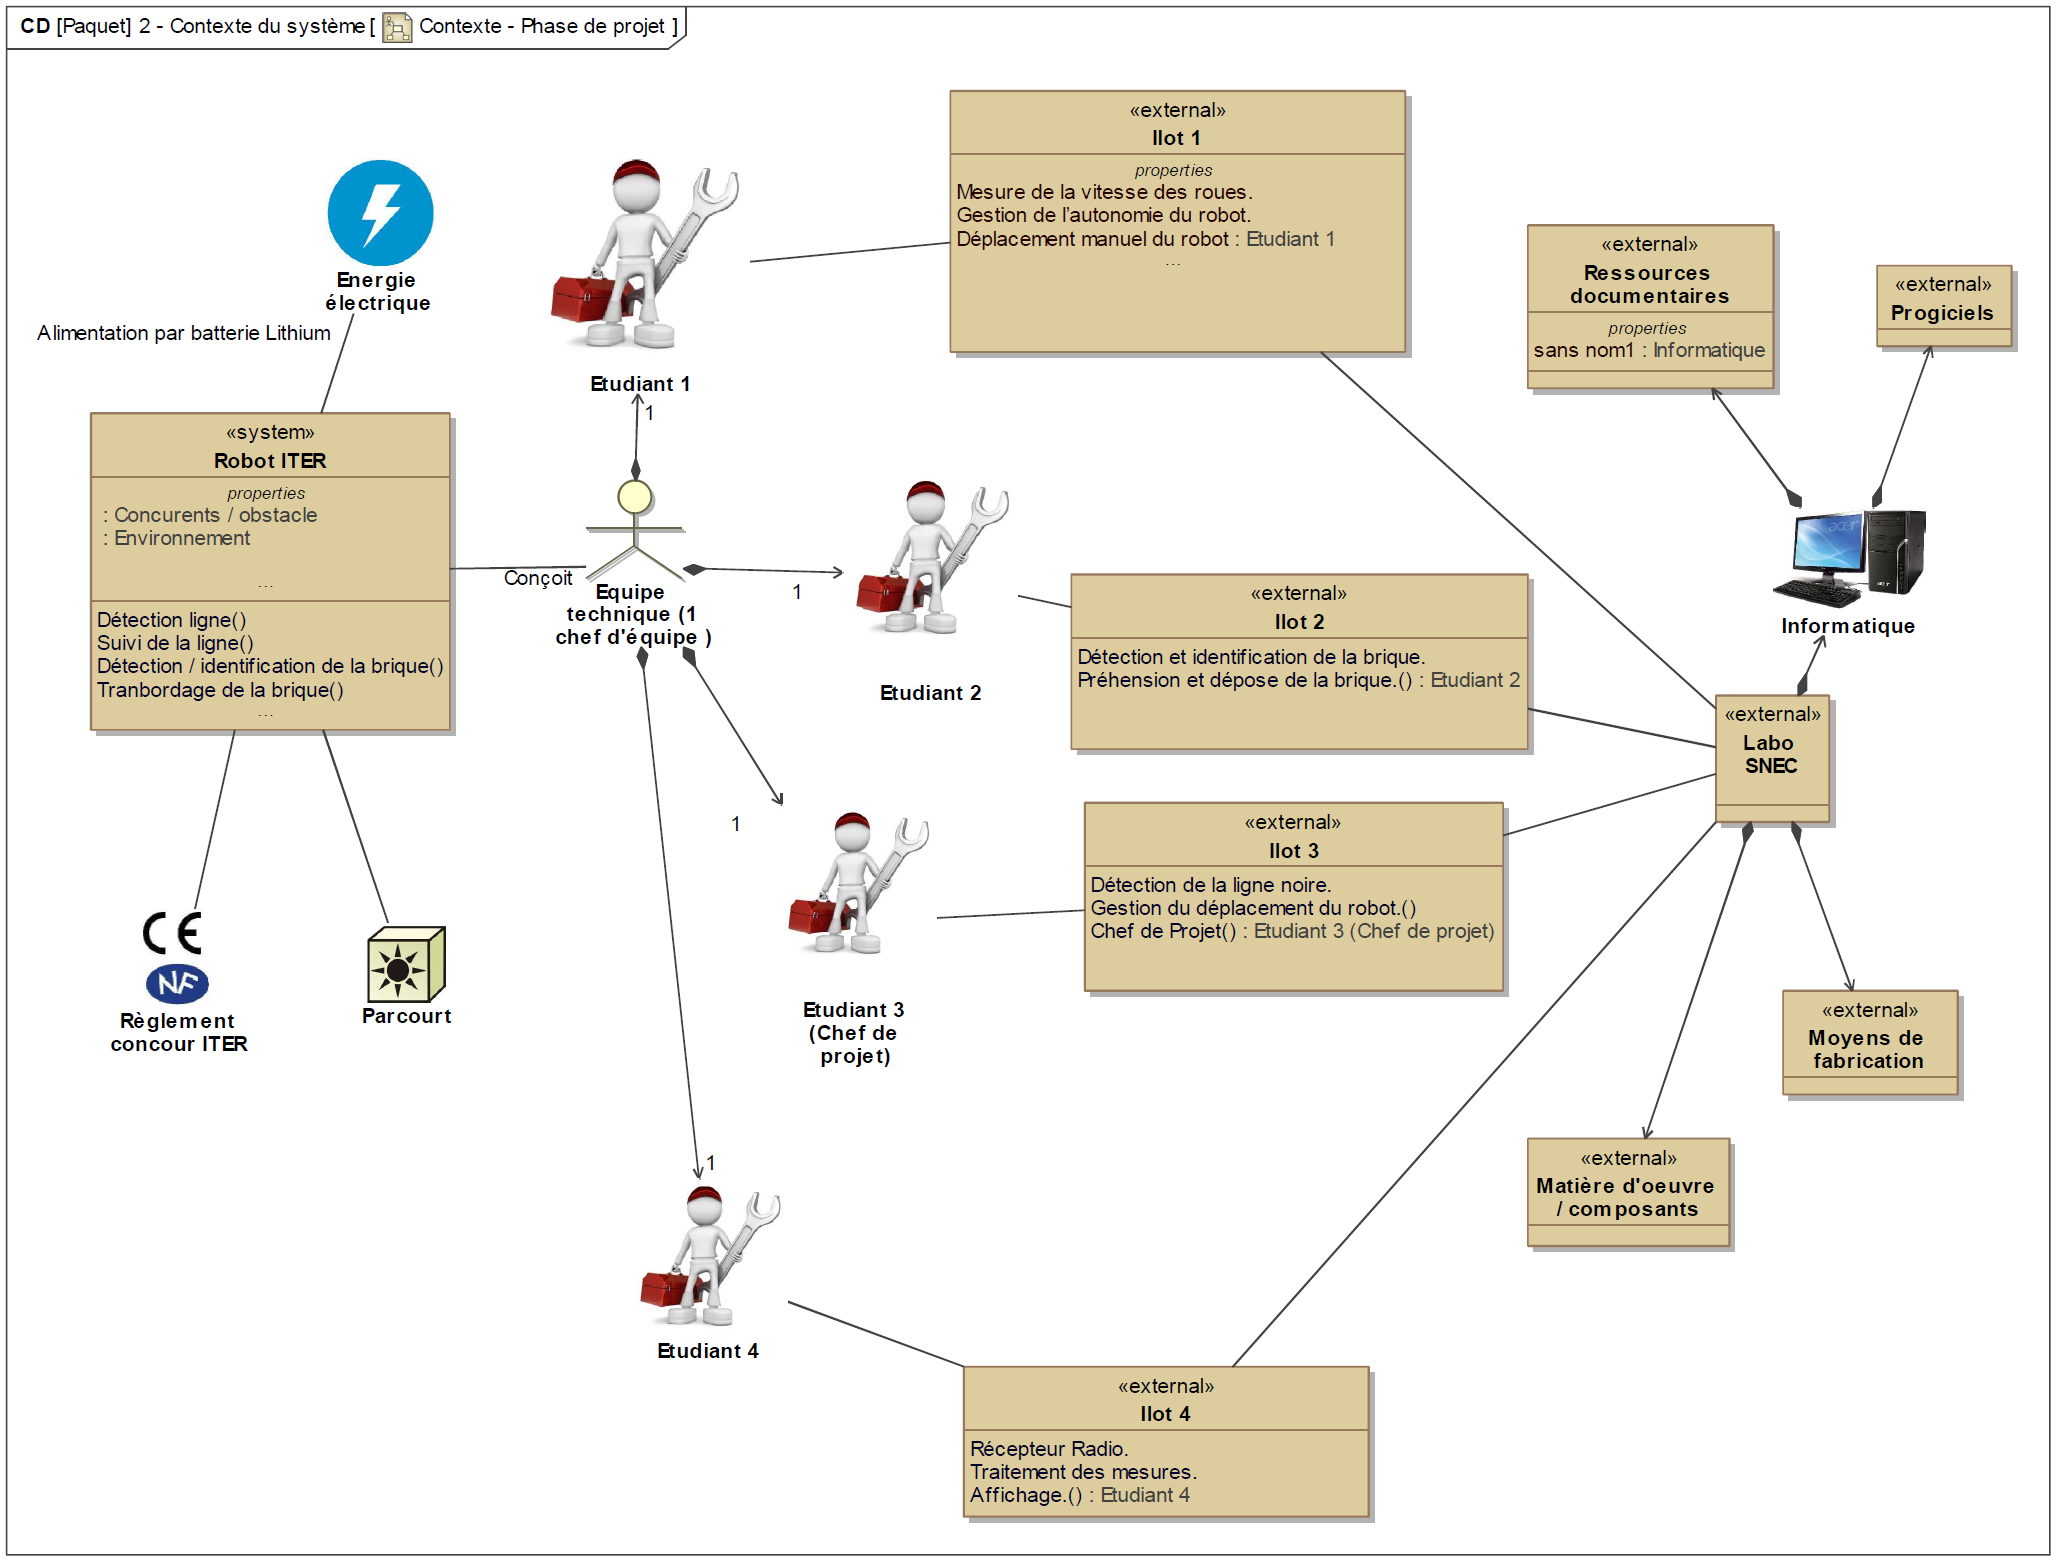 CD [Paquet] 2 - Contexte du système [ Contexte - Phase de projet ]
Energie
électrique
Alimentation par batterie Lithium
«system»
Robot ITER
properties
: Concurents / obstacle
: Environnement
...
Détection ligne()
Suivi de la ligne()
Détection / identification de la brique()
Tranbordage de la brique()
...
CE
NF
Règlement
concour ITER
Parcourt
Conçoit
Equipe
technique (1
chef d'équipe )
Etudiant 1
1
1
Etudiant 2
1
Etudiant 3
(Chef de
projet)
1
Etudiant 4
«external»
Ilot 1
properties
Mesure de la vitesse des roues.
Gestion de l'autonomie du robot.
Déplacement manuel du robot : Etudiant 1
...
«external»
Ilot 2
Détection et identification de la brique.
Préhension et dépose de la brique.() : Etudiant 2
«external»
Ilot 3
Détection de la ligne noire.
Gestion du déplacement du robot.()
Chef de Projet() : Etudiant 3 (Chef de projet)
«external»
Ilot 4
Récepteur Radio.
Traitement des mesures.
Affichage.() : Etudiant 4
«external»
Ressources
documentaires
properties
sans nom1 : Informatique
«external»
Progiciels
acer
Informatique
«external»
Labo
SNEC
«external»
Moyens de
fabrication
«external»
Matière d'oeuvre
/ composants